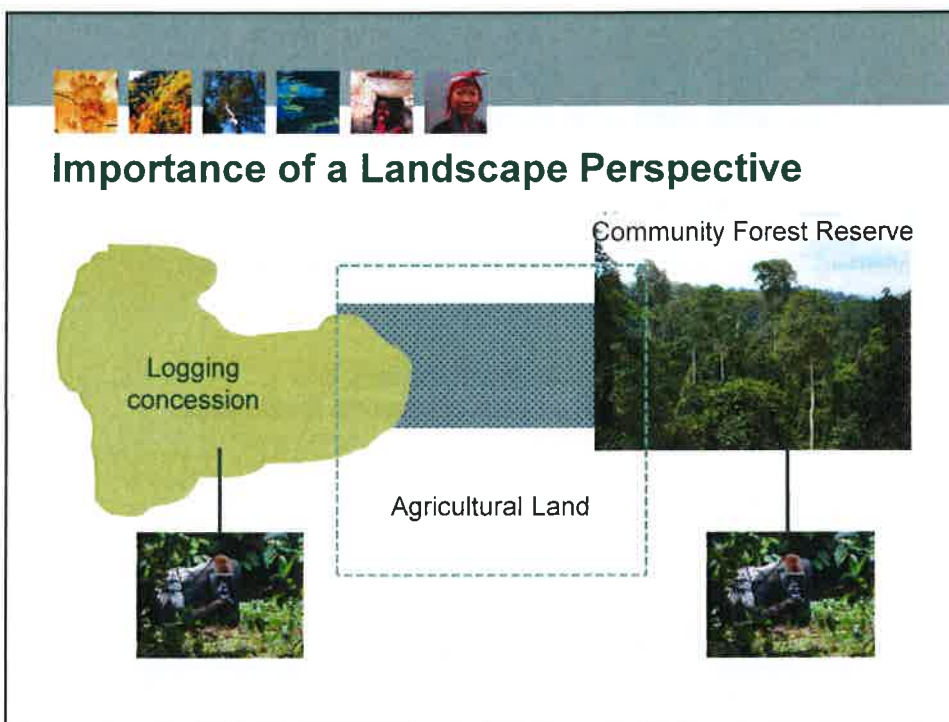 Importance of a Landscape Perspective
Community Forest Reserve
Logging
concession
Agricultural Land